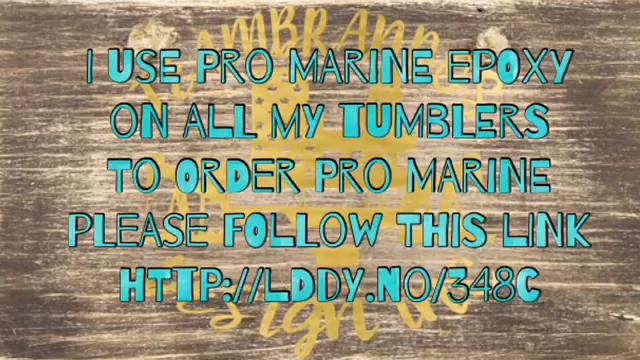 I USE PRO MARINE EPOXY
ON ALL MY TUMBLERS
TO ORDER PRO MARINE
PLEASE FOLLOW THIS LINK
HTTP://LDDY.NO/348C